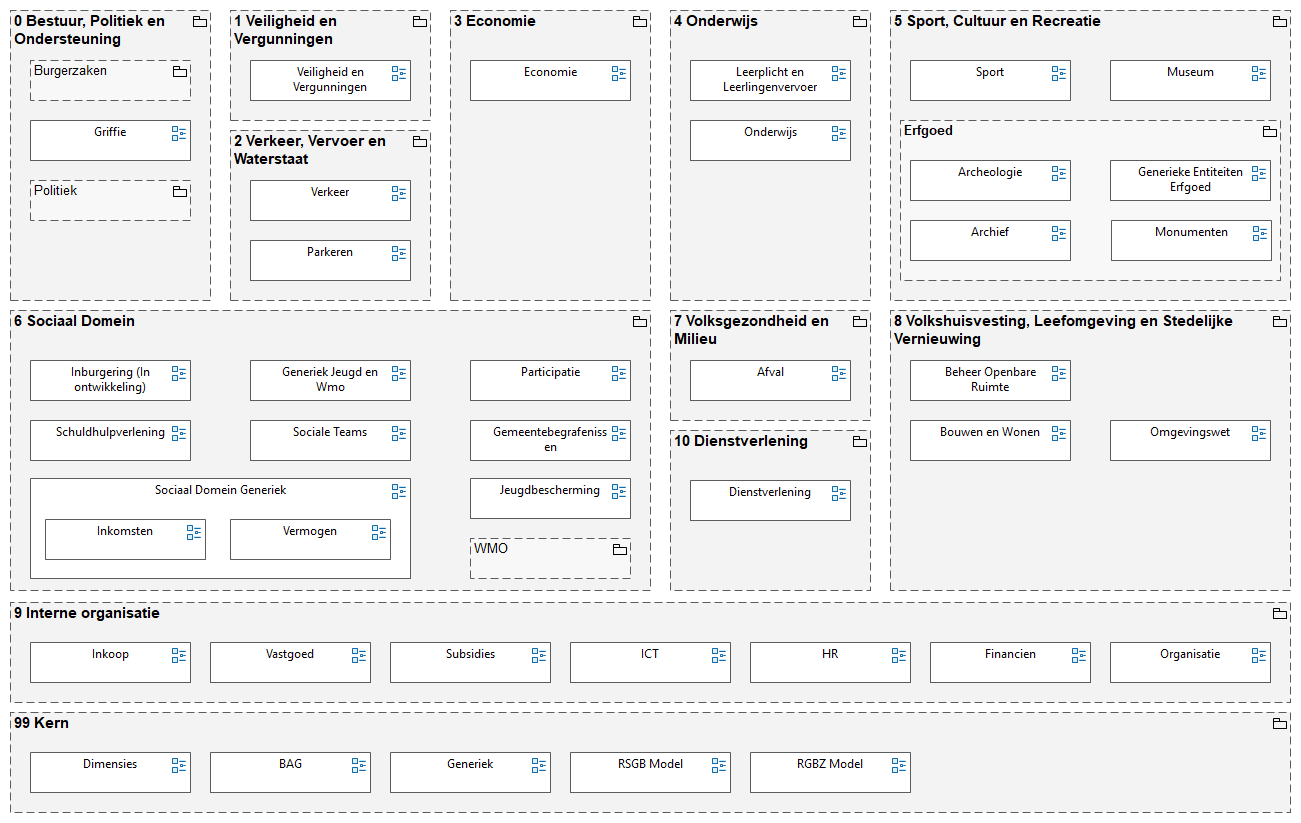 0 Bestuur, Politiek en
Ondersteuning
Burgerzaken
Griffie
Politiek
1 Veiligheid en
Vergunningen
Veiligheid en
Vergunningen
2 Verkeer, Vervoer en
Waterstaat
Verkeer
Parkeren
3 Economie
Economie
4 Onderwijs
Leerplicht en
Leerlingenvervoer
Onderwijs
5 Sport, Cultuur en Recreatie
Sport
Museum
Erfgoed
Archeologie
Generieke Entiteiten
Erfgoed
Archief
Monumenten
6 Sociaal Domein
Inburgering (In
ontwikkeling)
Generiek Jeugd en
Wmo
Participatie
Schuldhulpverlening
Sociale Teams
Gemeentebegrafeniss
en
Sociaal Domein Generiek
Inkomsten
Vermogen
Jeugdbescherming
WMO
7 Volksgezondheid en
Milieu
Afval
10 Dienstverlening
Dienstverlening
8 Volkshuisvesting, Leefomgeving en Stedelijke
Vernieuwing
Beheer Openbare
Ruimte
Bouwen en Wonen
Omgevingswet
9 Interne organisatie
Inkoop
Vastgoed
Subsidies
ICT
HR
Financien
Organisatie
99 Kern
Dimensies
BAG
Generiek
RSGB Model
RGBZ Model